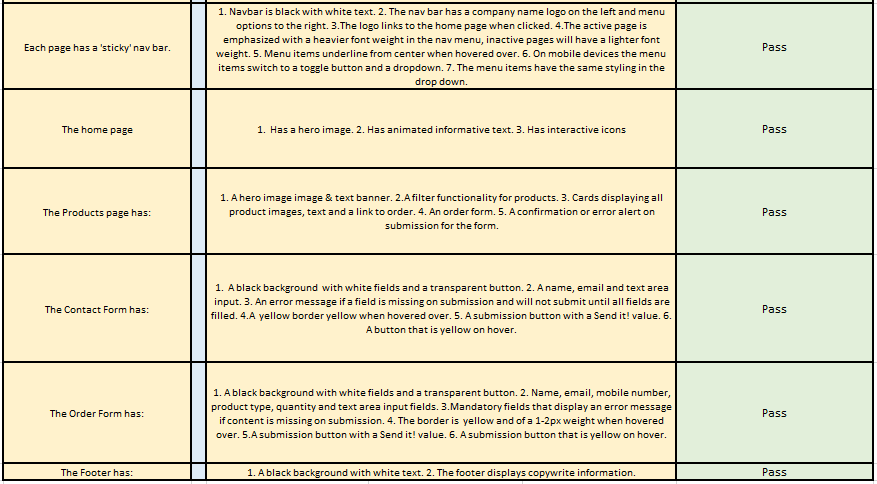 Each page has a 'sticky' nav bar.
1. Navbar is black with white text. 2. The nav bar has a company name logo on the left and menu
options to the right. 3.The logo links to the home page when clicked. 4.The active page is
emphasized with a heavier font weight in the nav menu, inactive pages will have a lighter font
weight. 5. Menu items underline from center when hovered over. 6. On mobile devices the menu
items switch to a toggle button and a dropdown. 7. The menu items have the same styling in the
drop down.
Pass
The home page
1. Has a hero image. 2. Has animated informative text. 3. Has interactive icons
Pass
The Products page has:
1. A hero image image & text banner. 2.A filter functionality for products. 3. Cards displaying all
product images, text and a link to order. 4. An order form. 5. A confirmation or error alert on
submission for the form.
Pass
The Contact Form has:
1. A black background with white fields and a transparent button. 2. A name, email and text area
input. 3. An error message if a field is missing on submission and will not submit until all fields are
filled. 4.A yellow border yellow when hovered over. 5. A submission button with a Send it! value. 6.
A button that is yellow on hover.
Pass
The Order Form has:
1. A black background with white fields and a transparent button. 2. Name, email, mobile number,
product type, quantity and text area input fields. 3.Mandatory fields that display an error message
if content is missing on submission. 4. The border is yellow and of a 1-2px weight when hovered
over. 5.A submission button with a Send it! value. 6. A submission button that is yellow on hover.
Pass
The Footer has:
1. A black background with white text. 2. The footer displays copywrite information.
Pass